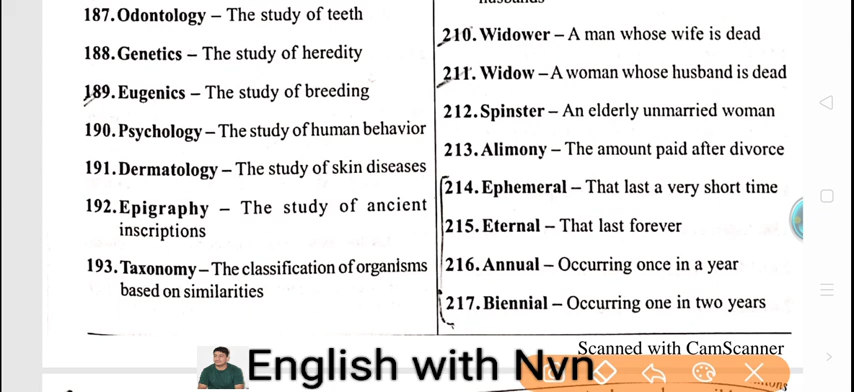 187. Odontology – The study of teeth
188. Genetics – The study of heredity
189. Eugenics – The study of breeding
190. Psychology – The study of human behavior
191. Dermatology – The study of skin diseases
192. Epigraphy – The study of ancient
inscriptions
193. Taxonomy – The classification of organisms
based on similarities
210. Widower – A man whose wife is dead
211. Widow – A woman whose husband is dead
212. Spinster – An elderly unmarried woman
213. Alimony – The amount paid after divorce
214. Ephemeral – That last a very short time
215. Eternal – That last forever
216. Annual – Occurring once in a year
217. Biennial – Occurring one in two years
Scanned with CamScanner
English with Nvn